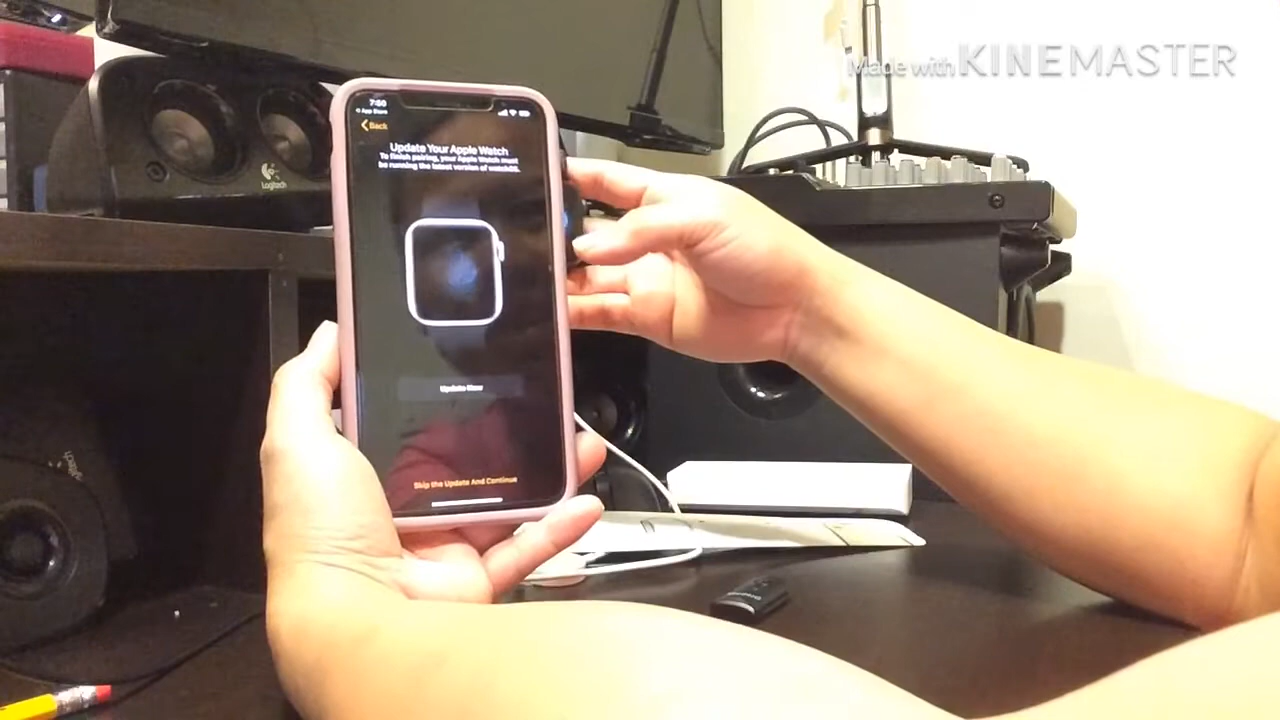 Made with KINEMASTER
7:50
App Store
Back
Update Your Apple Watch
To finish pairing, your Apple Watch must
be running the latest version of watchOS.
Update Now
Skip the Update And Continue
Logitech